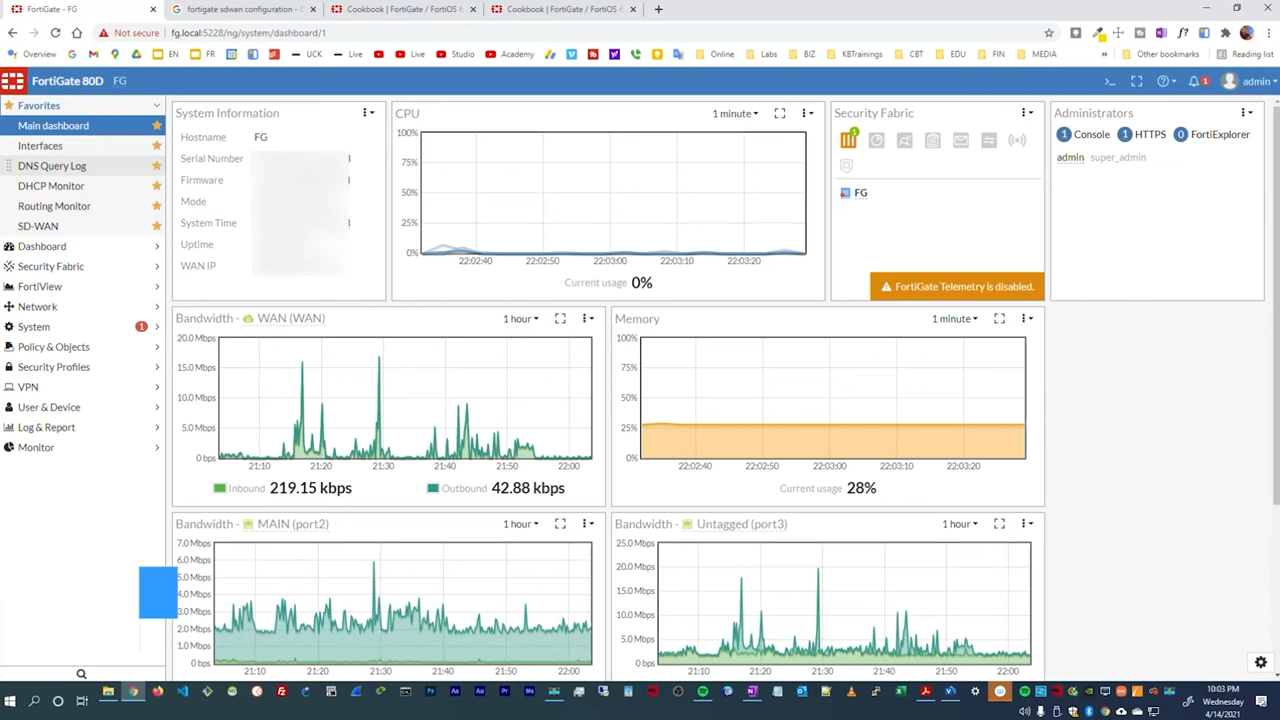 FortiGate - FG
fortigate sdwan configuration - G
Cookbook | FortiGate / FortiOS 6
Cookbook | FortiGate / FortiOS 6.
Not secure
fg.local:5228/ng/system/dashboard/1
Overview
EN
FR
UCK
Live
Live
Studio
Academy
Online
Labs
BIZ
KBTrainings
CBT
EDU
FIN
MEDIA
Other bookmarks
Reading list
FortiGate 80D
FG
>_
1
admin
Favorites
Main dashboard
Interfaces
DNS Query Log
DHCP Monitor
Routing Monitor
SD-WAN
Dashboard
Security Fabric
FortiView
Network
System
1
Policy & Objects
Security Profiles
VPN
User & Device
Log & Report
Monitor
System Information
Hostname FG
Serial Number
Firmware
Mode
System Time
Uptime
WAN IP
CPU
1 minute
100%
75%
50%
25%
0%
22:02:40 22:02:50 22:03:00 22:03:10 22:03:20
Current usage 0%
Security Fabric
1
FG
FortiGate Telemetry is disabled.
Administrators
1 Console 1 HTTPS 0 FortiExplorer
admin super_admin
Bandwidth - WAN (WAN)
1 hour
20.0 Mbps
15.0 Mbps
10.0 Mbps
5.0 Mbps
0 bps
21:10 21:20 21:30 21:40 21:50 22:00
Inbound 219.15 kbps
Outbound 42.88 kbps
Memory
1 minute
100%
75%
50%
25%
0%
22:02:40 22:02:50 22:03:00 22:03:10 22:03:20
Current usage 28%
Bandwidth - MAIN (port2)
1 hour
7.0 Mbps
6.0 Mbps
5.0 Mbps
4.0 Mbps
3.0 Mbps
2.0 Mbps
1.0 Mbps
0 bps
21:10 21:20 21:30 21:40 21:50 22:00
Bandwidth - Untagged (port3)
1 hour
25.0 Mbps
20.0 Mbps
15.0 Mbps
10.0 Mbps
5.0 Mbps
0 bps
21:10 21:20 21:30 21:40 21:50 22:00
10:03 PM
Wednesday
4/14/2021